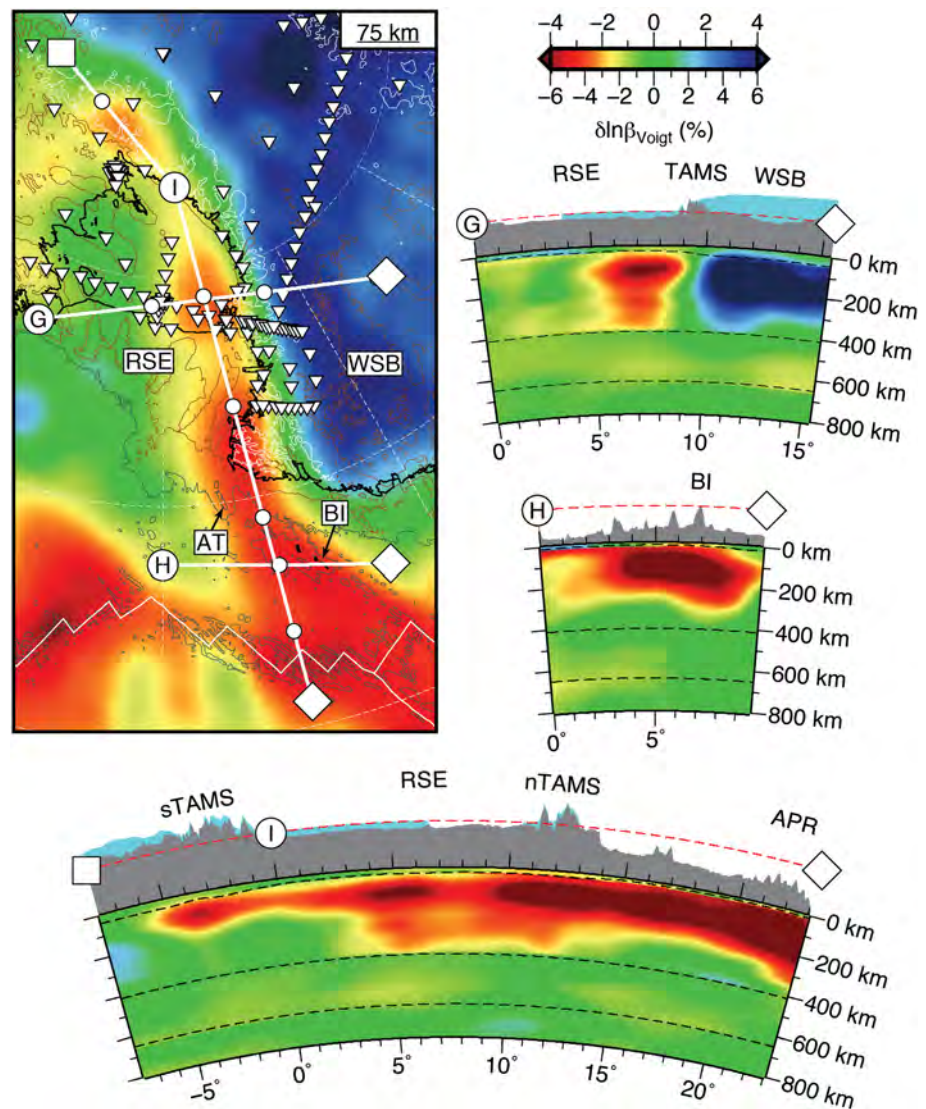 75 km
I
G
RSE
WSB
AT
BI
H
−4 −2 0 2 4
−6 −4 −2 0 2 4 6
δlnβVoigt (%)
RSE TAMS WSB
G
0 km
200 km
400 km
600 km
800 km
0° 5° 10° 15°
BI
H
0 km
200 km
400 km
600 km
800 km
0° 5°
sTAMS RSE nTAMS APR
I
0 km
200 km
400 km
600 km
800 km
−5° 0° 5° 10° 15° 20°